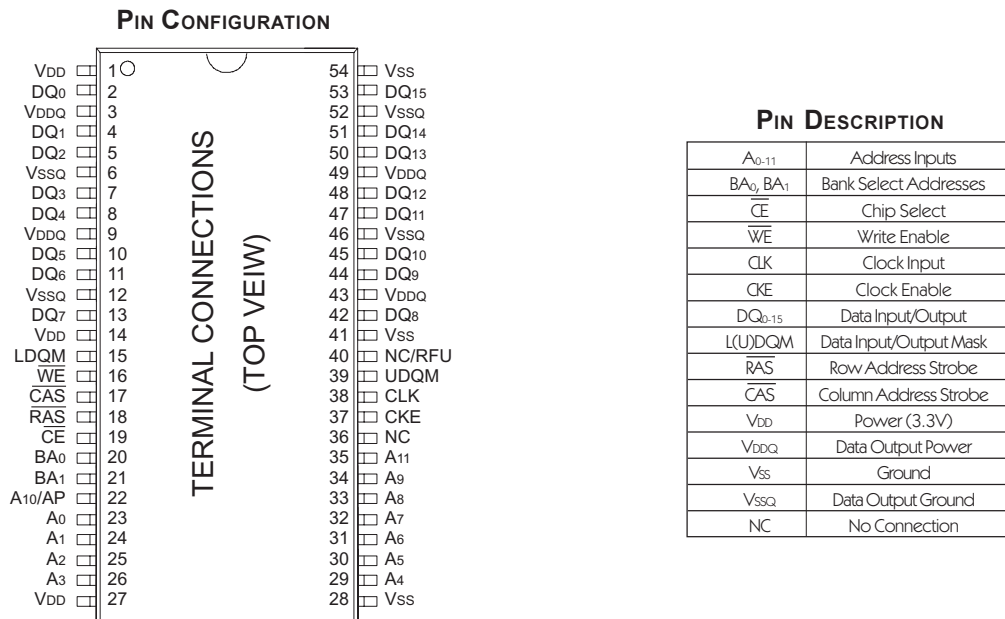 PIN CONFIGURATION
VDD 1 54 VSS
DQ0 2 53 DQ15
VDDQ 3 52 VSSQ
DQ1 4 51 DQ14
DQ2 5 50 DQ13
VSSQ 6 49 VDDQ
DQ3 7 48 DQ12
DQ4 8 47 DQ11
VDDQ 9 46 VSSQ
DQ5 10 45 DQ10
DQ6 11 44 DQ9
VSSQ 12 43 VDDQ
DQ7 13 42 DQ8
VDD 14 41 VSS
LDQM 15 40 NC/RFU
W̅E̅ 16 39 UDQM
C̅A̅S̅ 17 38 CLK
R̅A̅S̅ 18 37 CKE
C̅E̅ 19 36 NC
BA0 20 35 A11
BA1 21 34 A9
A10/AP 22 33 A8
A0 23 32 A7
A1 24 31 A6
A2 25 30 A5
A3 26 29 A4
VDD 27 28 VSS
TERMINAL CONNECTIONS
(TOP VEIW)
PIN DESCRIPTION
A0-11 Address Inputs
BA0, BA1 Bank Select Addresses
C̅E̅ Chip Select
W̅E̅ Write Enable
CLK Clock Input
CKE Clock Enable
DQ0-15 Data Input/Output
L(U)DQM Data Input/Output Mask
R̅A̅S̅ Row Address Strobe
C̅A̅S̅ Column Address Strobe
VDD Power (3.3V)
VDDQ Data Output Power
VSS Ground
VSSQ Data Output Ground
NC No Connection